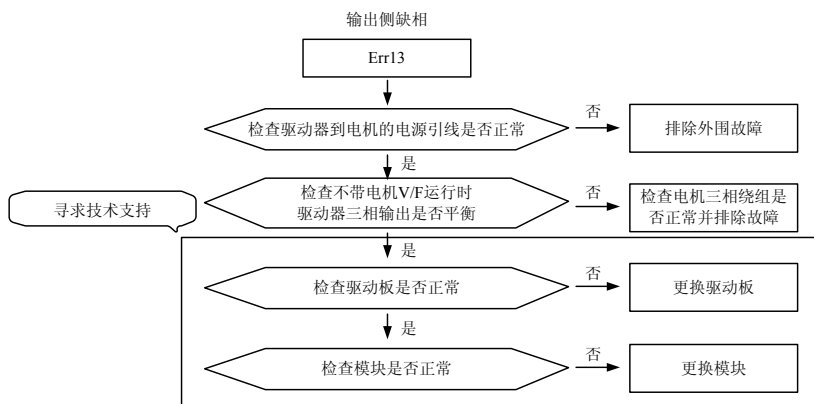 输出侧缺相
Err13
检查驱动器到电机的电源引线是否正常
否
排除外围故障
是
寻求技术支持
检查不带电机V/F运行时
驱动器三相输出是否平衡
否
检查电机三相绕组是
否正常并排除故障
是
检查驱动板是否正常
否
更换驱动板
是
检查模块是否正常
否
更换模块